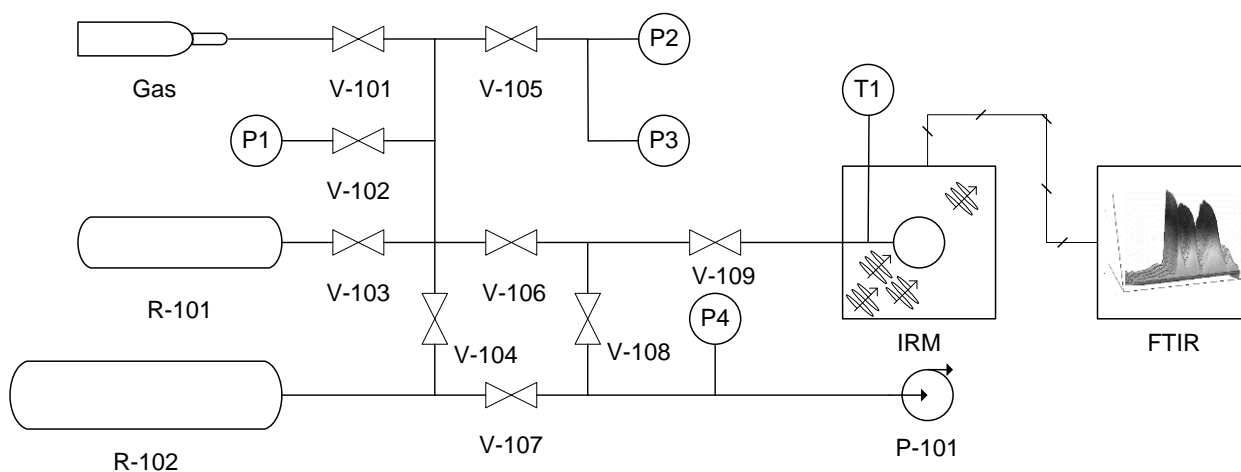 P2
Gas
V-101
V-105
T1
P1
P3
V-102
R-101
V-103
V-106
V-109
P4
V-104
V-108
IRM
FTIR
R-102
V-107
P-101